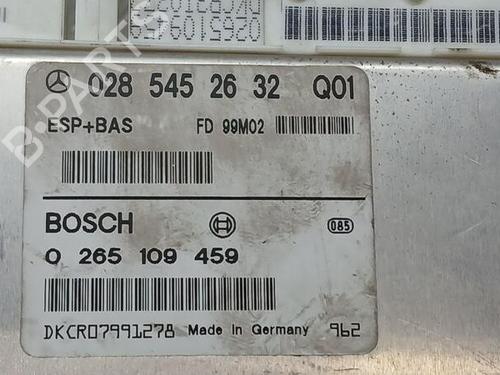 028 545 26 32 Q01
ESP+BAS FD 99M02
BOSCH 085
0 265 109 459
DKCR07991278 Made in Germany 962
B-PARTS